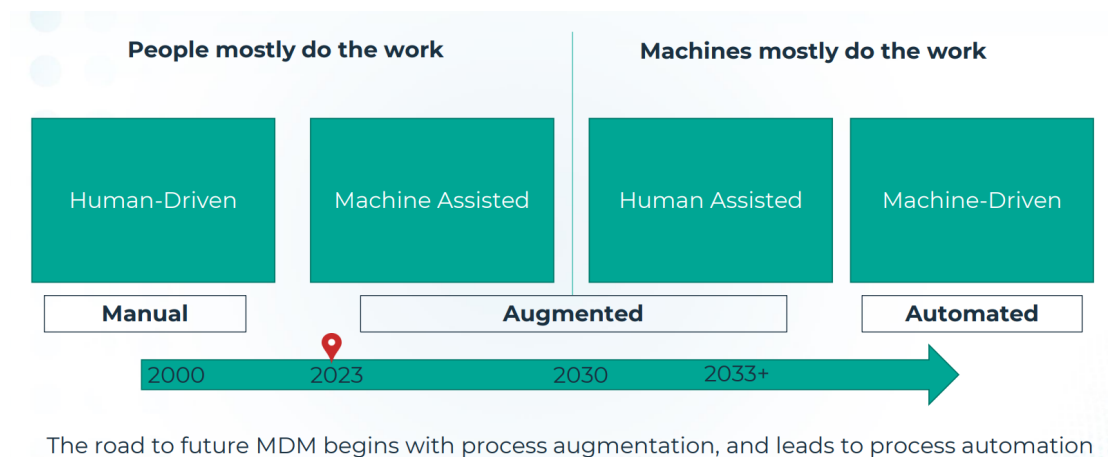 People mostly do the work
Machines mostly do the work
Human-Driven
Machine Assisted
Human Assisted
Machine-Driven
Manual
Augmented
Automated
2000
2023
2030
2033+
The road to future MDM begins with process augmentation, and leads to process automation